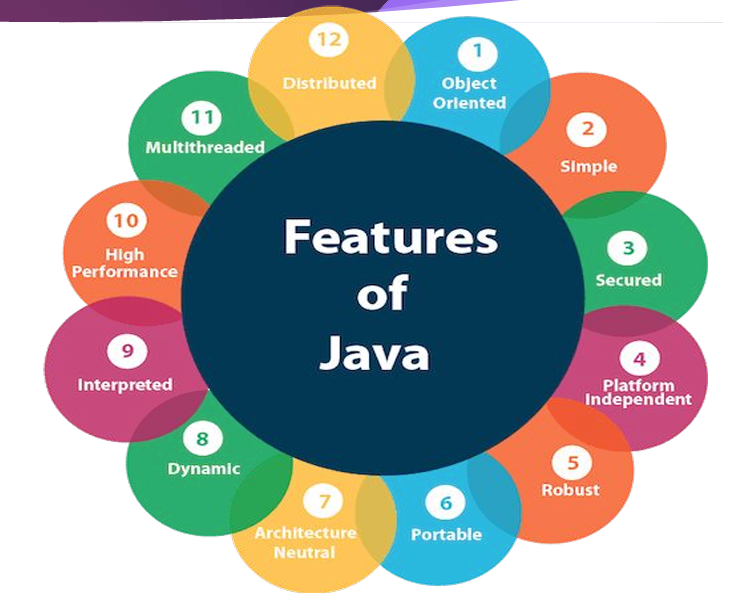 Features
of
Java
1
Object
Oriented
2
Simple
3
Secured
4
Platform
Independent
5
Robust
6
Portable
7
Architecture
Neutral
8
Dynamic
9
Interpreted
10
High
Performance
11
Multithreaded
12
Distributed